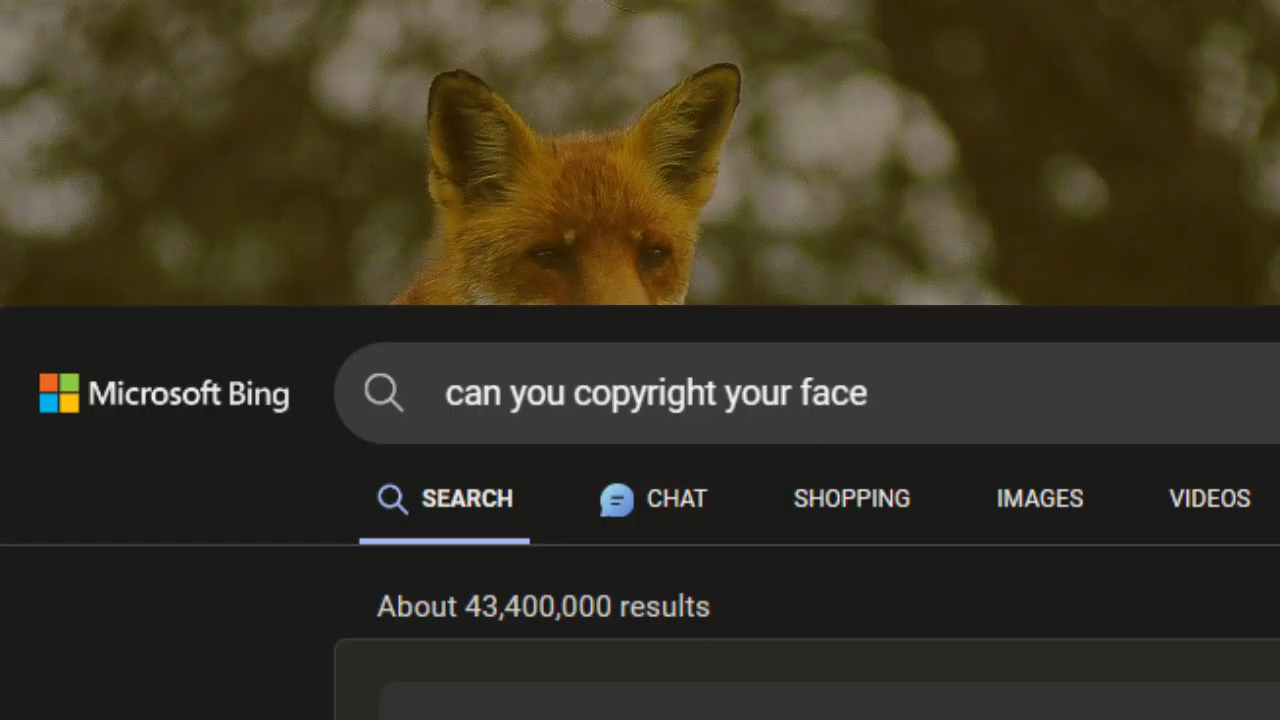 Microsoft Bing
can you copyright your face
SEARCH CHAT SHOPPING IMAGES VIDEOS
About 43,400,000 results